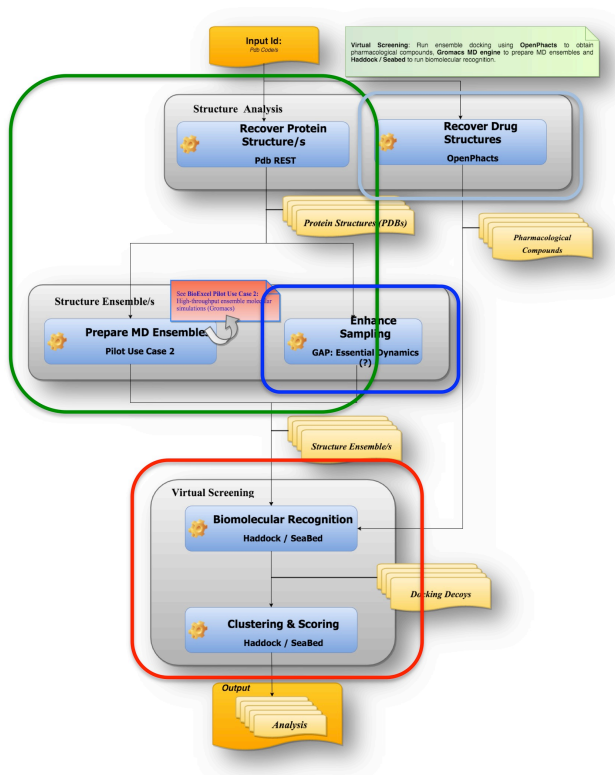 Input Id:
Pdb Code/s
Virtual Screening: Run ensemble docking using OpenPhacts to obtain
pharmacological compounds, Gromacs MD engine to prepare MD ensembles and
Haddock / Seabed to run biomolecular recognition.
Structure Analysis
Recover Protein
Structure/s
Pdb REST
Recover Drug
Structures
OpenPhacts
Protein Structures (PDBs)
Pharmacological
Compounds
See BioExcel Pilot Use Case 2:
High-throughput ensemble molecular
simulations (Gromacs)
Structure Ensemble/s
Prepare MD Ensemble
Pilot Use Case 2
Enhance
Sampling
GAP: Essential Dynamics
(?)
Structure Ensemble/s
Virtual Screening
Biomolecular Recognition
Haddock / SeaBed
Docking Decoys
Clustering & Scoring
Haddock / SeaBed
Output
Analysis